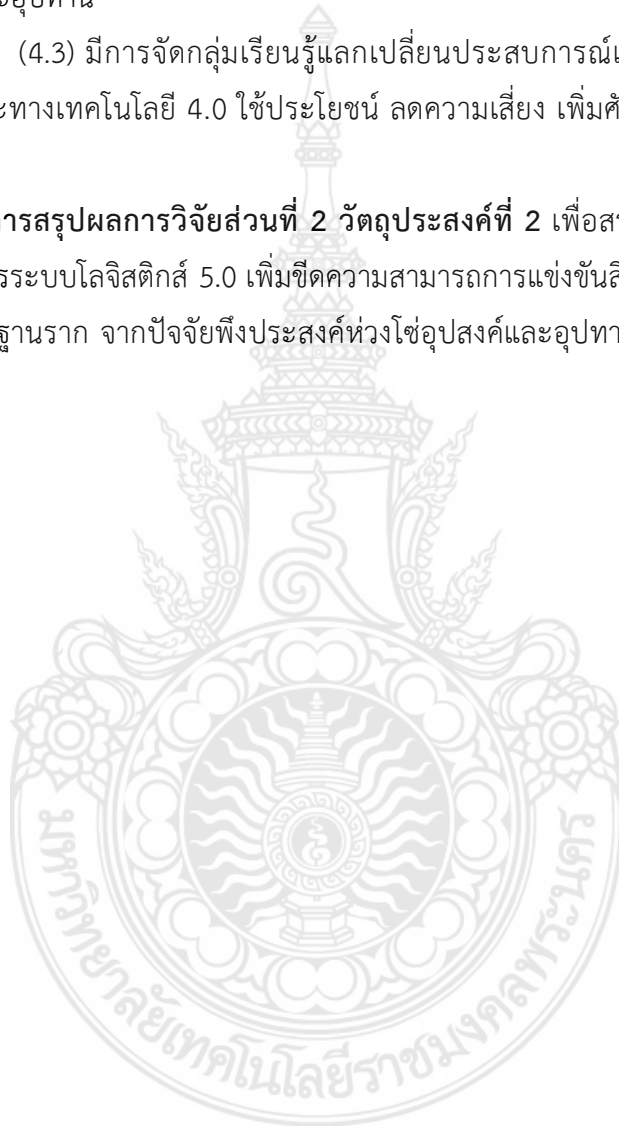 จอุปทาน
(4.3) มีการจัดกลุ่มเรียนรู้แลกเปลี่ยนประสบการณ์
ะทางเทคโนโลยี 4.0 ใช้ประโยชน์ ลดความเสี่ยง เพิ่มศั
ารสรุปผลการวิจัยส่วนที่ 2 วัตถุประสงค์ที่ 2 เพื่อส
รระบบโลจิสติกส์ 5.0 เพิ่มขีดความสามารถการแข่งขันสิ
ฐานราก จากปัจจัยพึงประสงค์ห่วงโซ่อุปสงค์และอุปทา
มหาวิทยาลัยเทคโนโลยีราชมงคลพระนคร